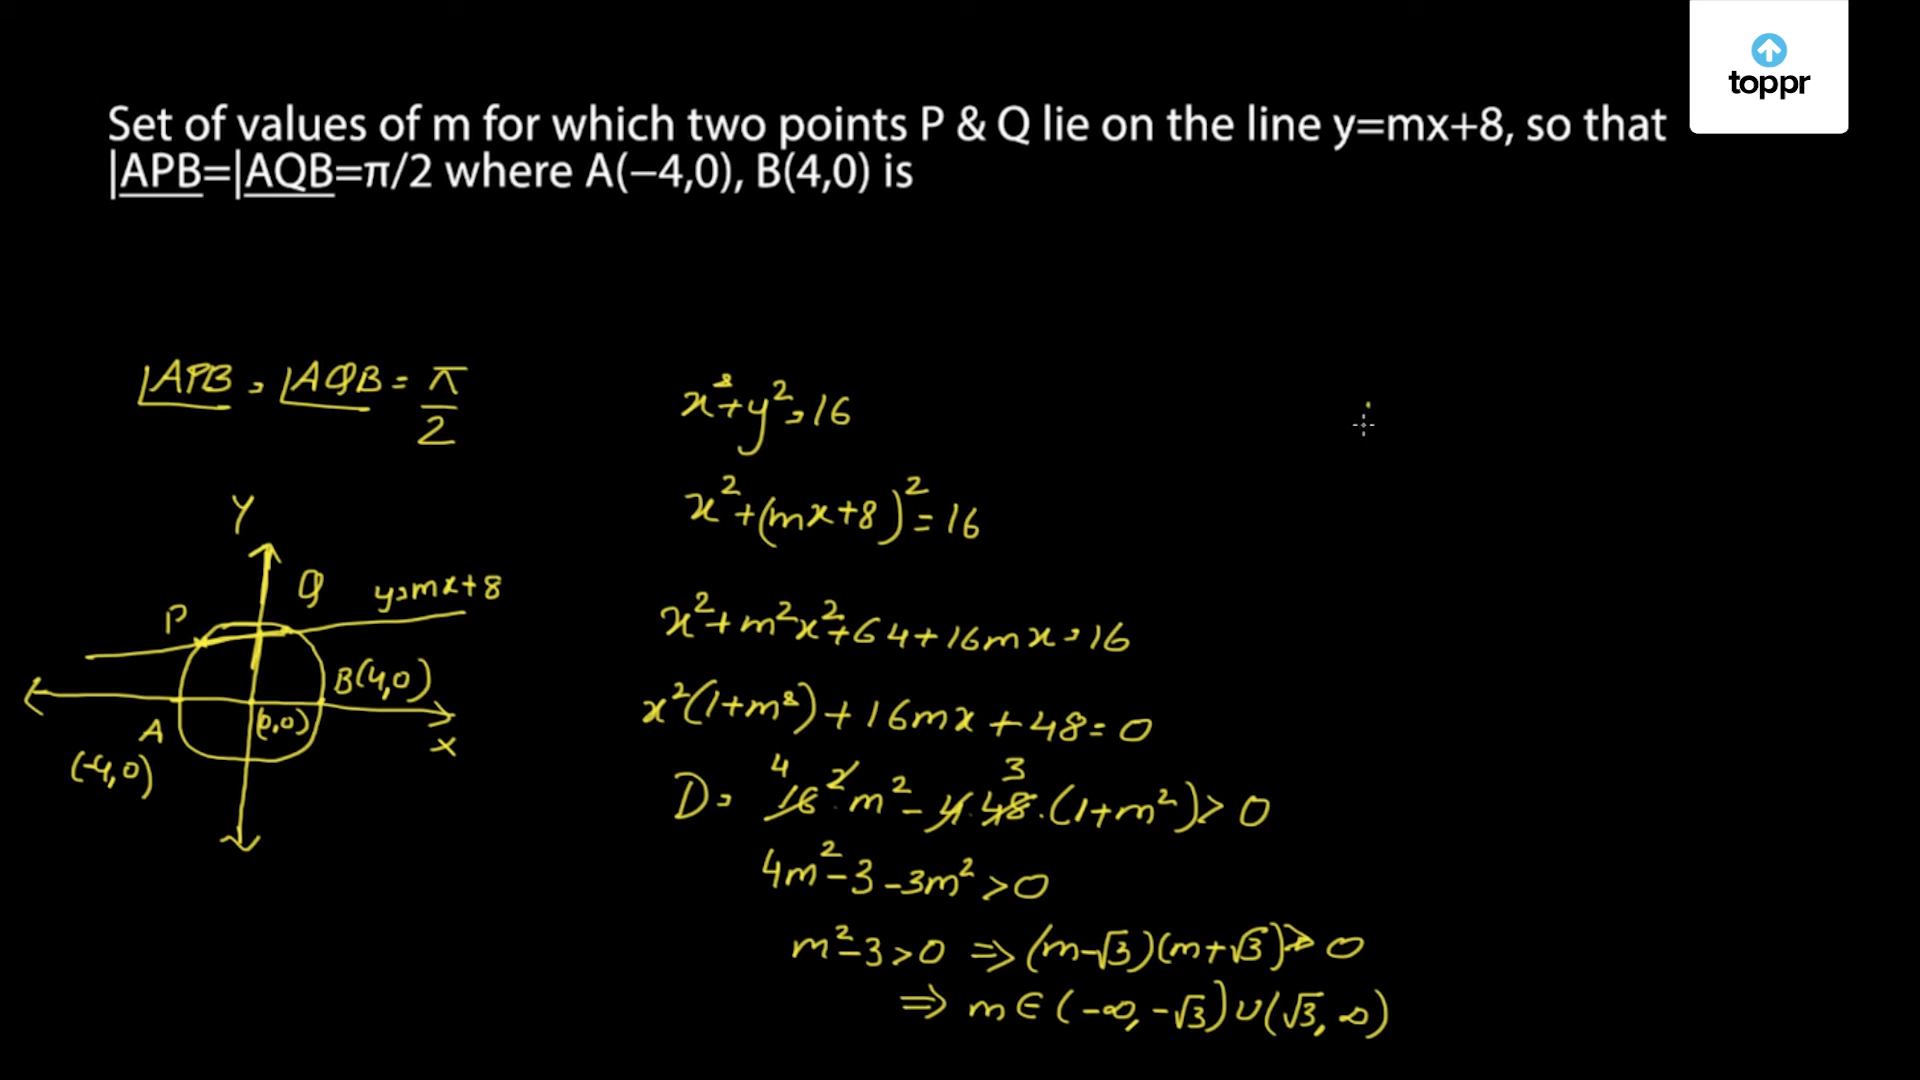 toppr
Set of values of m for which two points P & Q lie on the line y=mx+8, so that
|APB=|AQB=π/2 where A(−4,0), B(4,0) is
∠APB = ∠AQB = π/2
Y
P
Q
y=mx+8
B(4,0)
A
(0,0)
X
(-4,0)
x²+y²=16
x²+(mx+8)²=16
x²+m²x²+64+16mx=16
x²(1+m²)+16mx+48=0
4 3
D= 16²m²-4.48.(1+m²)>0
4m²-3-3m²>0
m²-3>0 ⇒ (m-√3)(m+√3)>0
⇒ m∈(-∞,-√3)∪(√3,∞)